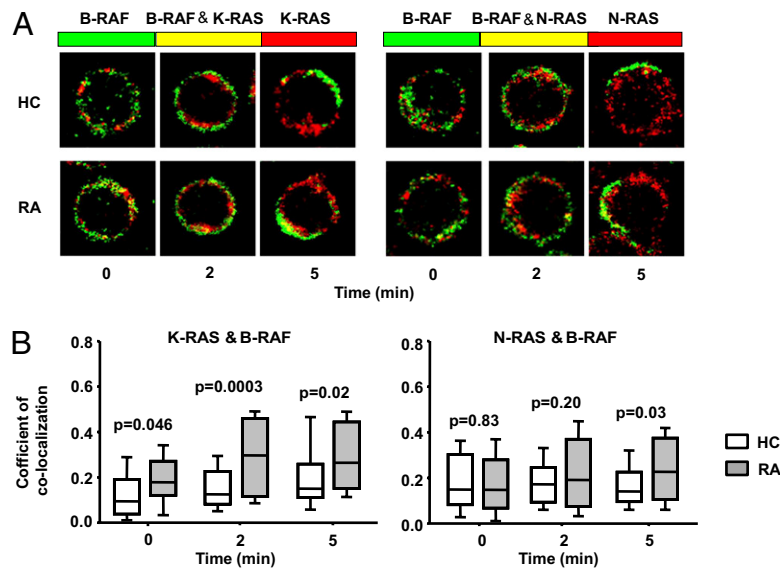 A
B-RAF B-RAF & K-RAS K-RAS
B-RAF B-RAF & N-RAS N-RAS
HC
RA
0 2 5 0 2 5
Time (min)
B
K-RAS & B-RAF
N-RAS & B-RAF
Cofficient of
co-localization
0.8
0.6
0.4
0.2
0.0
p=0.046
p=0.0003
p=0.02
0 2 5
Time (min)
0.8
0.6
0.4
0.2
0.0
p=0.83
p=0.20
p=0.03
0 2 5
Time (min)
HC
RA